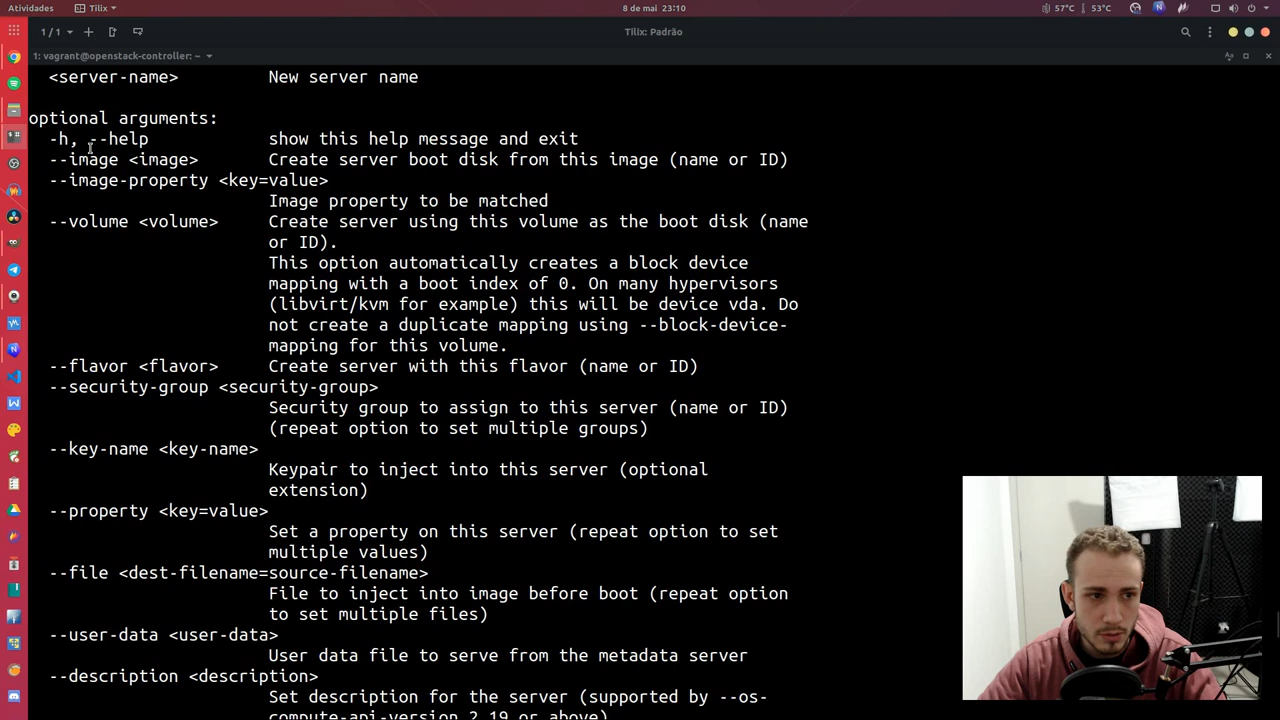 Atividades
Tilix
8 de mai 23:10
57°C
53°C
1 / 1
Tilix: Padrão
1: vagrant@openstack-controller: ~
<server-name> New server name
optional arguments:
-h, --help show this help message and exit
--image <image> Create server boot disk from this image (name or ID)
--image-property <key=value>
Image property to be matched
--volume <volume> Create server using this volume as the boot disk (name
or ID).
This option automatically creates a block device
mapping with a boot index of 0. On many hypervisors
(libvirt/kvm for example) this will be device vda. Do
not create a duplicate mapping using --block-device-
mapping for this volume.
--flavor <flavor> Create server with this flavor (name or ID)
--security-group <security-group>
Security group to assign to this server (name or ID)
(repeat option to set multiple groups)
--key-name <key-name>
Keypair to inject into this server (optional
extension)
--property <key=value>
Set a property on this server (repeat option to set
multiple values)
--file <dest-filename=source-filename>
File to inject into image before boot (repeat option
to set multiple files)
--user-data <user-data>
User data file to serve from the metadata server
--description <description>
Set description for the server (supported by --os-
compute-api-version 2.19 or above)